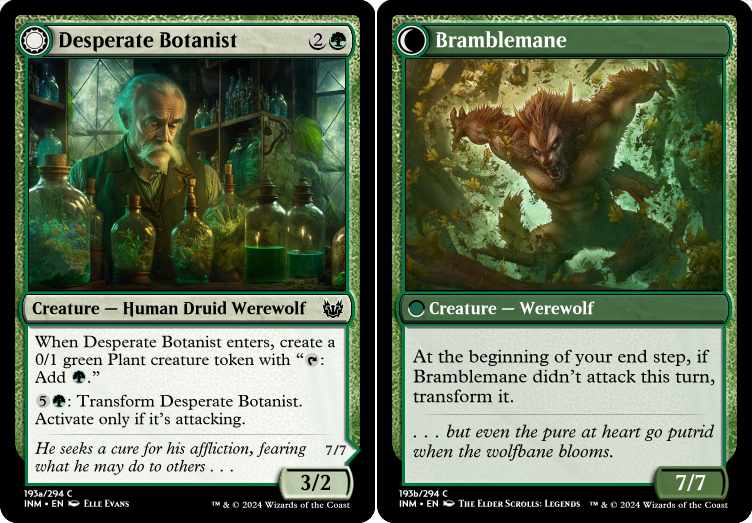 Desperate Botanist 2
Creature — Human Druid Werewolf
When Desperate Botanist enters, create a
0/1 green Plant creature token with “ :
Add .”
5 : Transform Desperate Botanist.
Activate only if it’s attacking.
He seeks a cure for his affliction, fearing
what he may do to others . . .
7/7
3/2
193a/294 C
INM • EN Elle Evans ™ & © 2024 Wizards of the Coast
Bramblemane
Creature — Werewolf
At the beginning of your end step, if
Bramblemane didn’t attack this turn,
transform it.
. . . but even the pure at heart go putrid
when the wolfbane blooms.
7/7
193b/294 C
INM • EN The Elder Scrolls: Legends ™ & © 2024 Wizards of the Coast